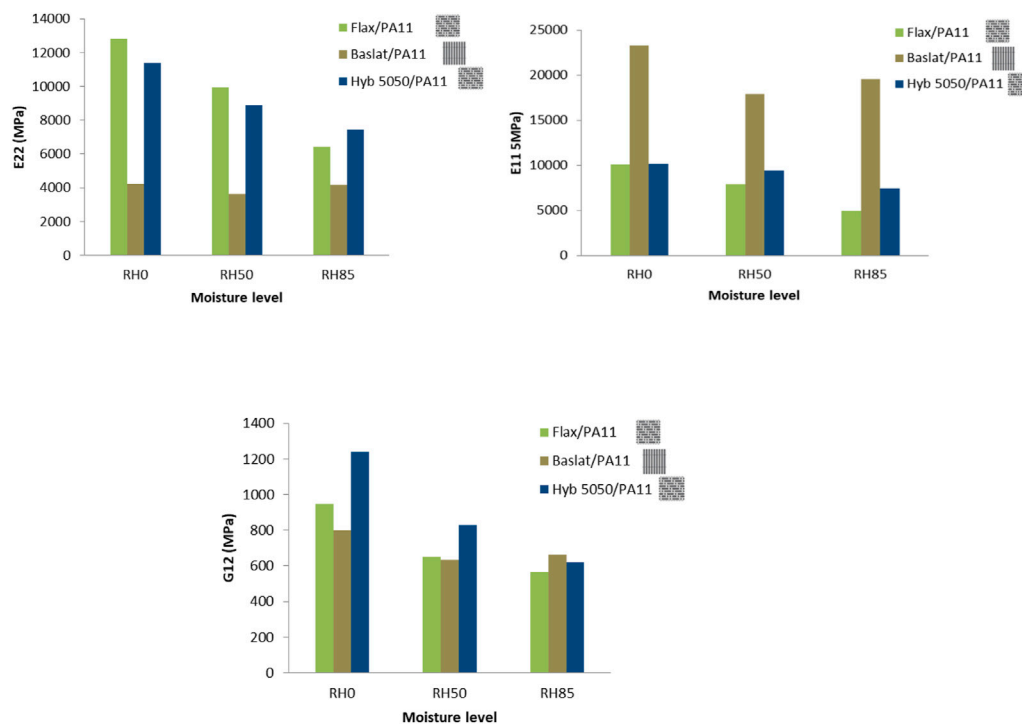 14000
12000
10000
8000
6000
4000
2000
0
E22 (MPa)
RH0 RH50 RH85
Moisture level
Flax/PA11
Baslat/PA11
Hyb 5050/PA11
25000
20000
15000
10000
5000
0
E11 5MPa)
RH0 RH50 RH85
Moisture level
Flax/PA11
Baslat/PA11
Hyb 5050/PA11
1400
1200
1000
800
600
400
200
0
G12 (MPa)
RH0 RH50 RH85
Moisture level
Flax/PA11
Baslat/PA11
Hyb 5050/PA11